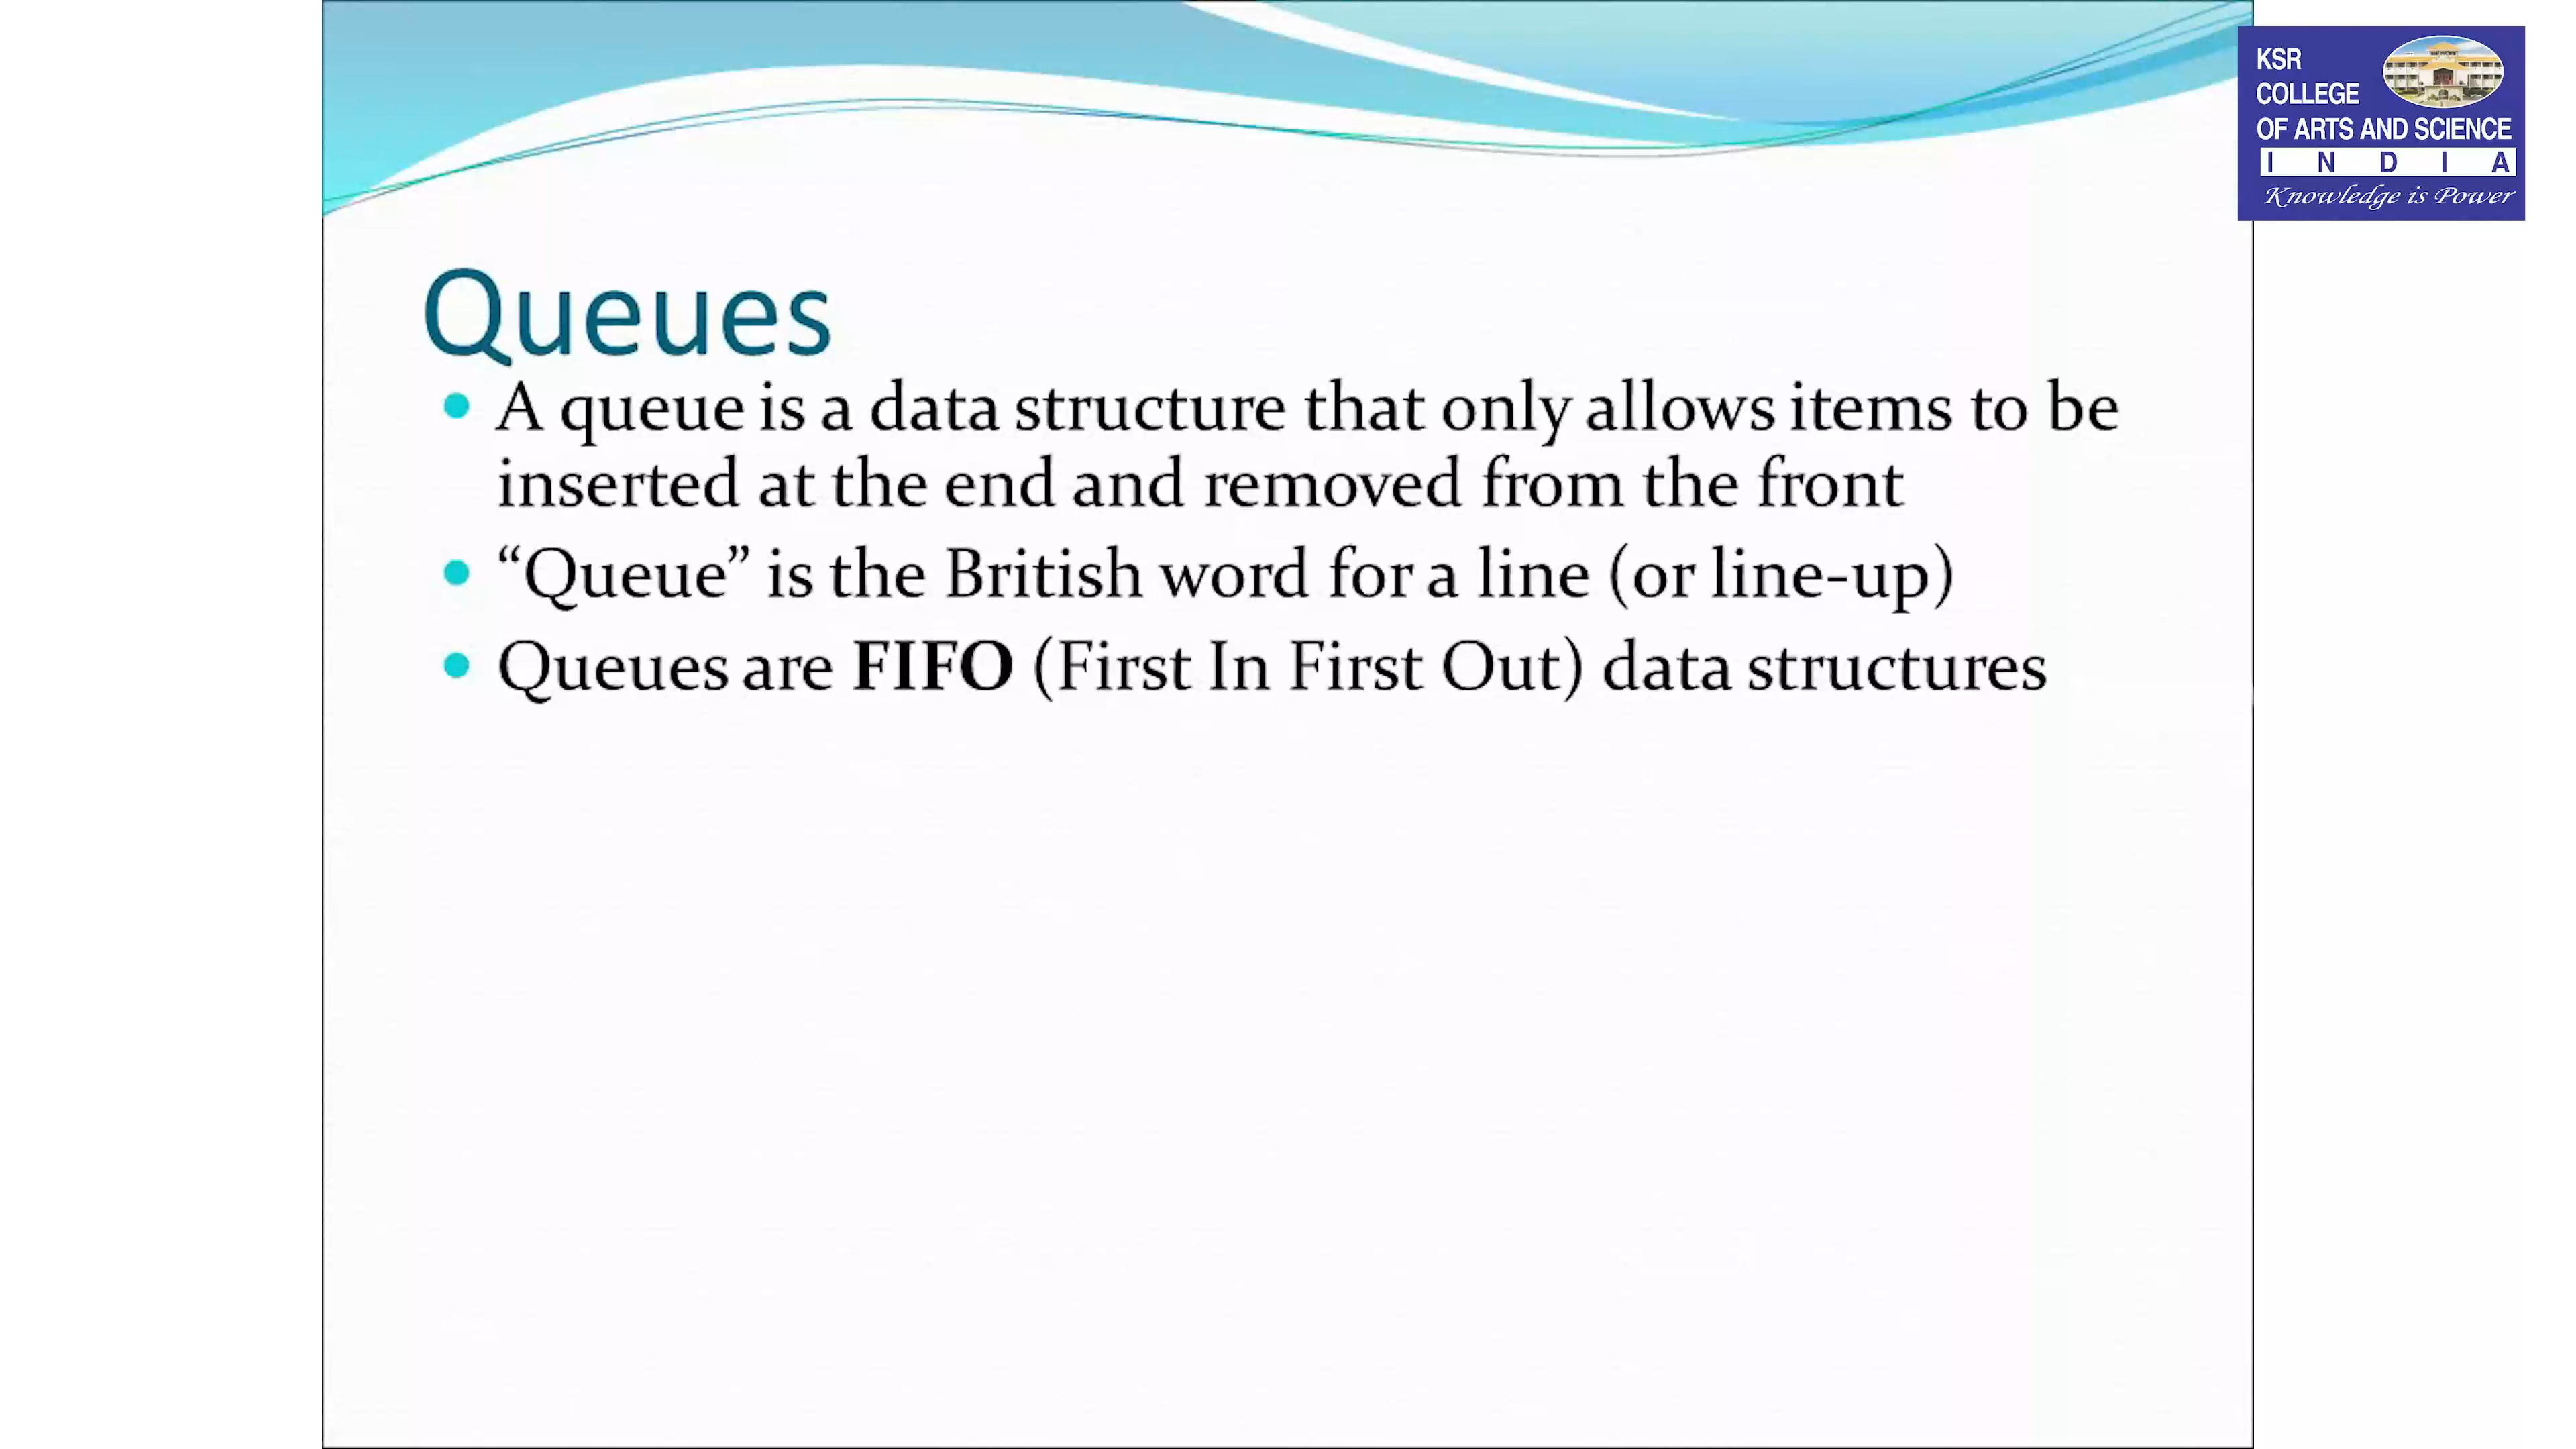 KSR
COLLEGE
OF ARTS AND SCIENCE
I N D I A
Knowledge is Power
Queues
• A queue is a data structure that only allows items to be
inserted at the end and removed from the front
• “Queue” is the British word for a line (or line-up)
• Queues are FIFO (First In First Out) data structures